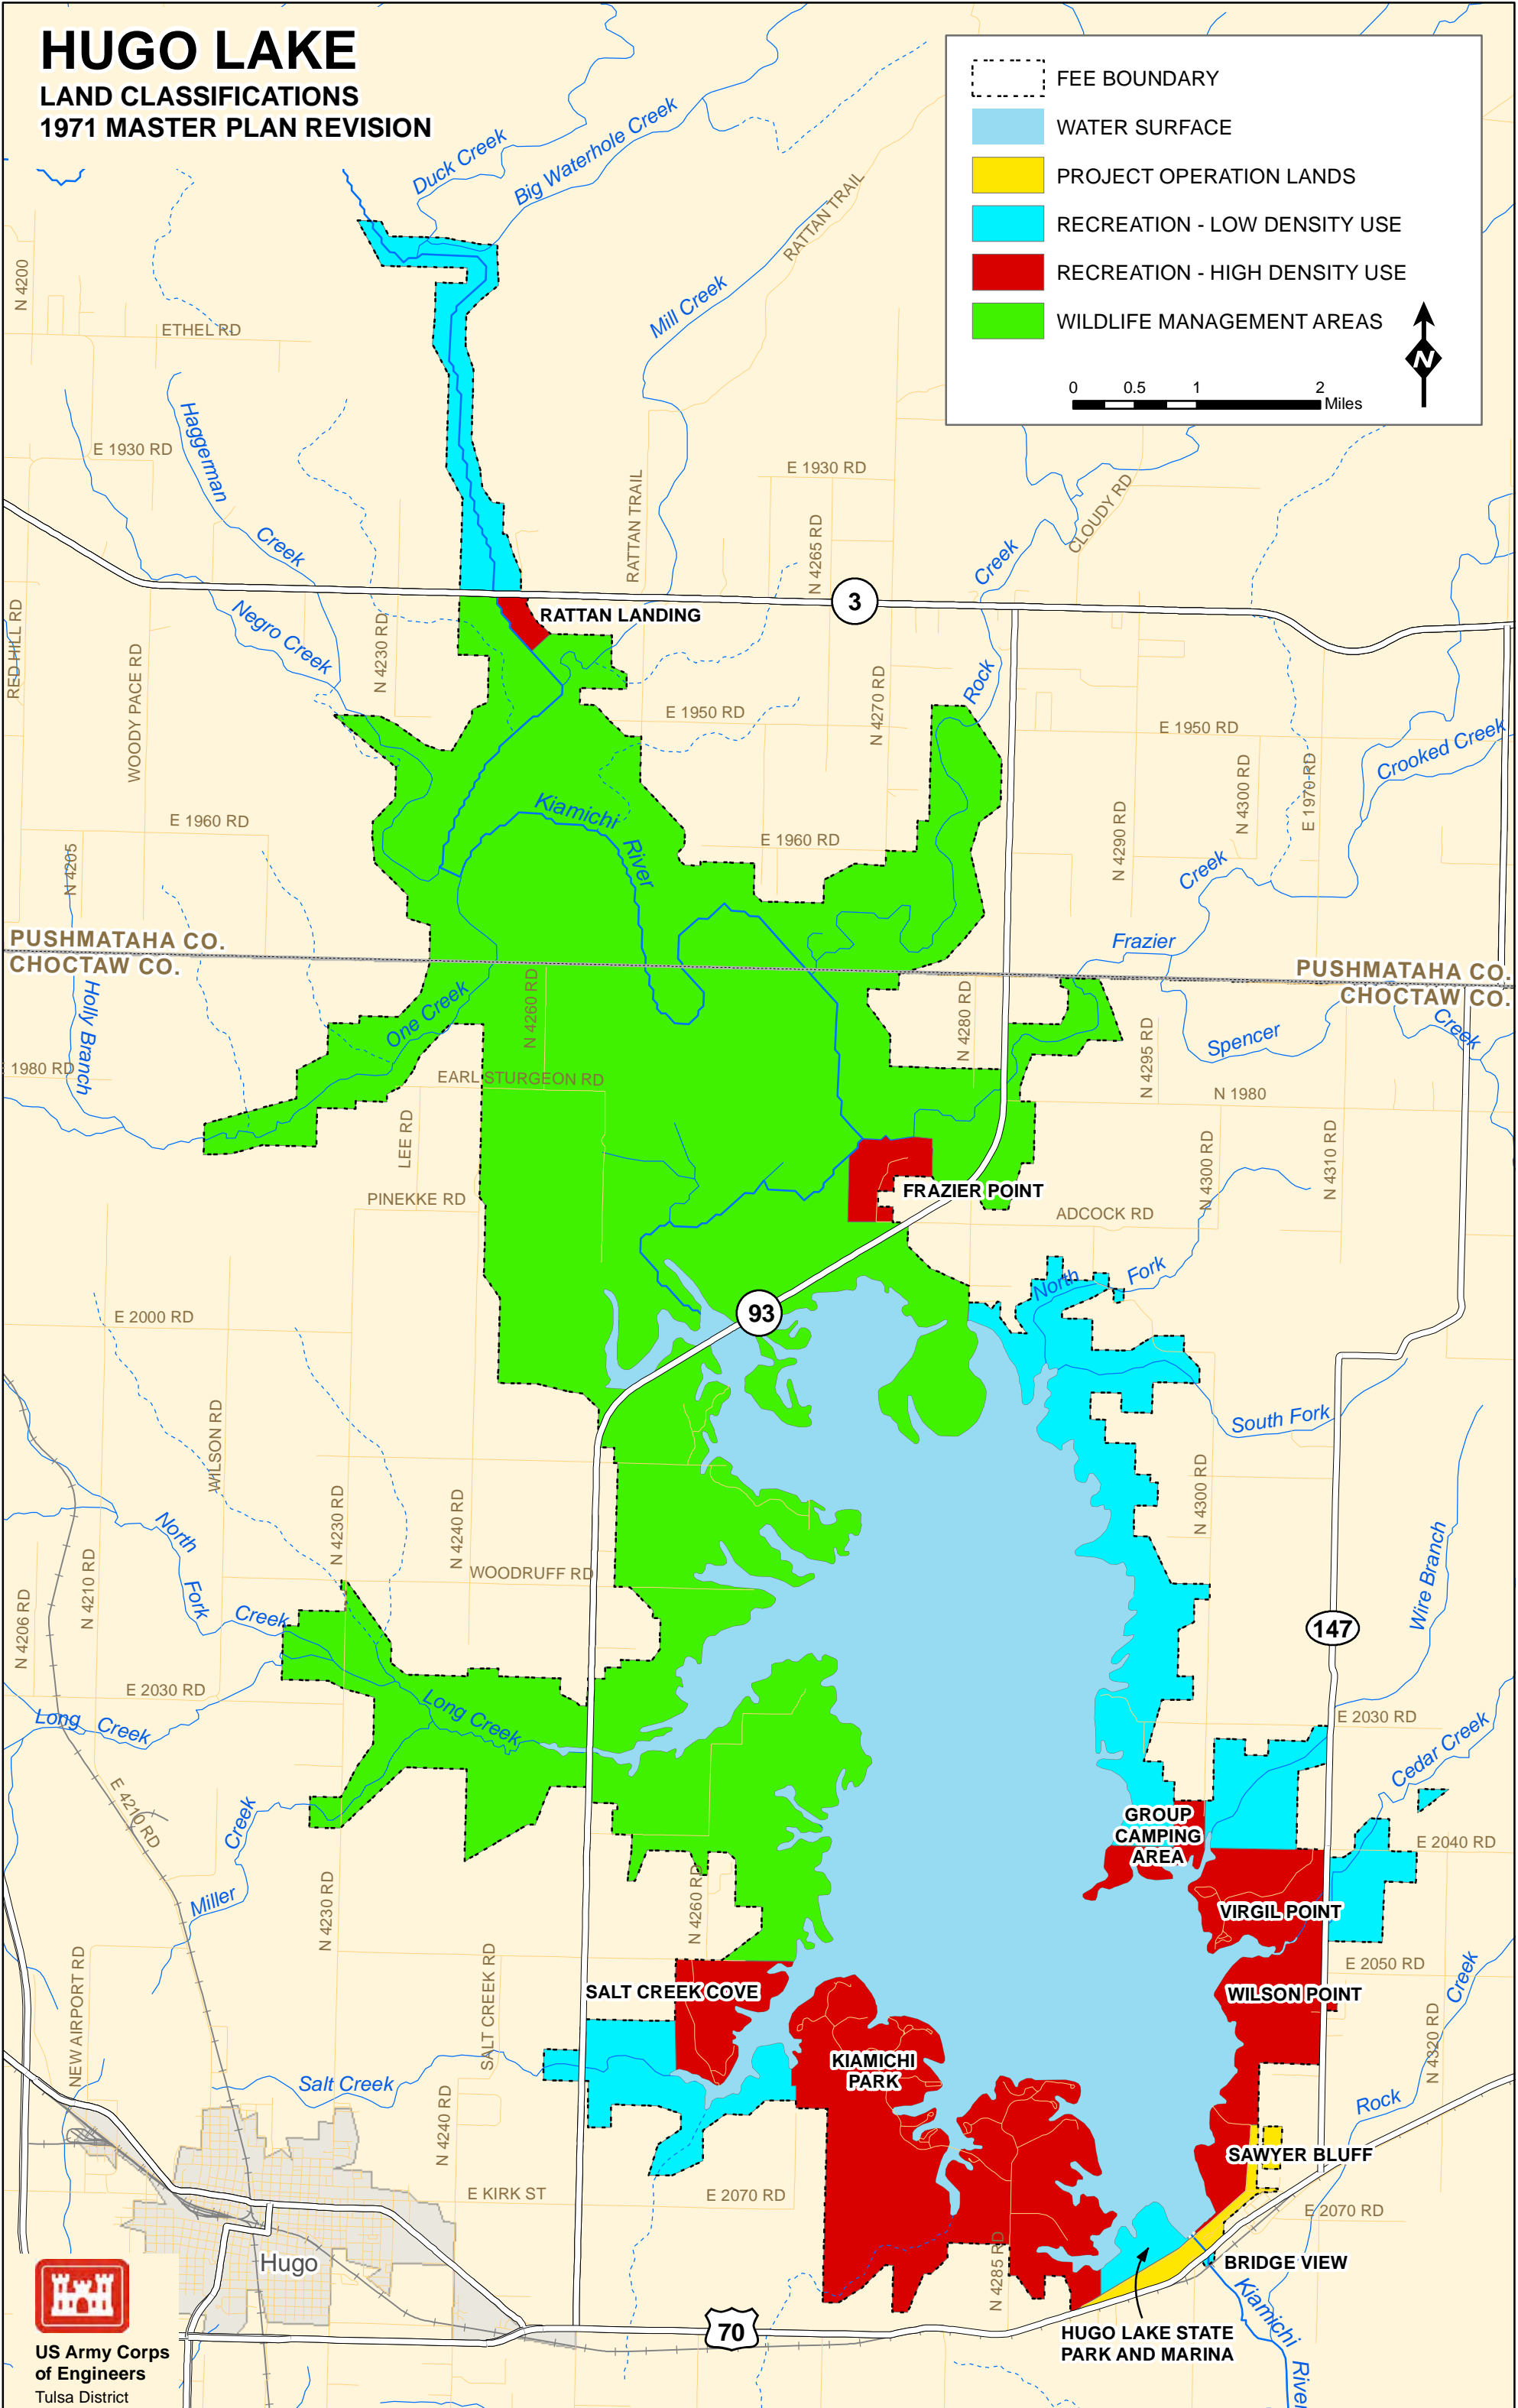 HUGO LAKE
LAND CLASSIFICATIONS
1971 MASTER PLAN REVISION
FEE BOUNDARY
WATER SURFACE
PROJECT OPERATION LANDS
RECREATION - LOW DENSITY USE
RECREATION - HIGH DENSITY USE
WILDLIFE MANAGEMENT AREAS
N
0 0.5 1 2
Miles
Duck Creek
Big Waterhole Creek
RATTAN TRAIL
N 4200
Mill Creek
ETHEL RD
Haggerman
Creek
E 1930 RD
E 1930 RD
RATTAN TRAIL
N 4265 RD
CLOUDY RD
Creek
3
RATTAN LANDING
RED HILL RD
Negro Creek
N 4230 RD
WOODY PACE RD
Rock
N 4270 RD
E 1950 RD
E 1950 RD
Crooked Creek
N 4300 RD
E 1970 RD
N 4290 RD
Kiamichi
River
E 1960 RD
E 1960 RD
N 4205
Creek
Frazier
PUSHMATAHA CO.
CHOCTAW CO.
PUSHMATAHA CO.
CHOCTAW CO.
Holly Branch
One Creek
N 4260 RD
N 4280 RD
N 4295 RD
Spencer
Creek
1980 RD
EARL STURGEON RD
N 1980
LEE RD
N 4300 RD
N 4310 RD
PINEKKE RD
FRAZIER POINT
ADCOCK RD
North
Fork
93
E 2000 RD
WILSON RD
South Fork
N 4300 RD
North
Fork
Creek
N 4230 RD
N 4240 RD
WOODRUFF RD
N 4206 RD
N 4210 RD
Wire Branch
147
E 2030 RD
Long Creek
Long Creek
E 2030 RD
Cedar Creek
E 4210 RD
Creek
Miller
GROUP
CAMPING
AREA
E 2040 RD
N 4230 RD
N 4260 RD
VIRGIL POINT
NEW AIRPORT RD
SALT CREEK RD
SALT CREEK COVE
E 2050 RD
WILSON POINT
Creek
N 4320 RD
KIAMICHI
PARK
Salt Creek
N 4240 RD
Rock
SAWYER BLUFF
E KIRK ST
E 2070 RD
E 2070 RD
N 4285 RD
Hugo
BRIDGE VIEW
Kiamichi
River
70
HUGO LAKE STATE
PARK AND MARINA
US Army Corps
of Engineers
Tulsa District